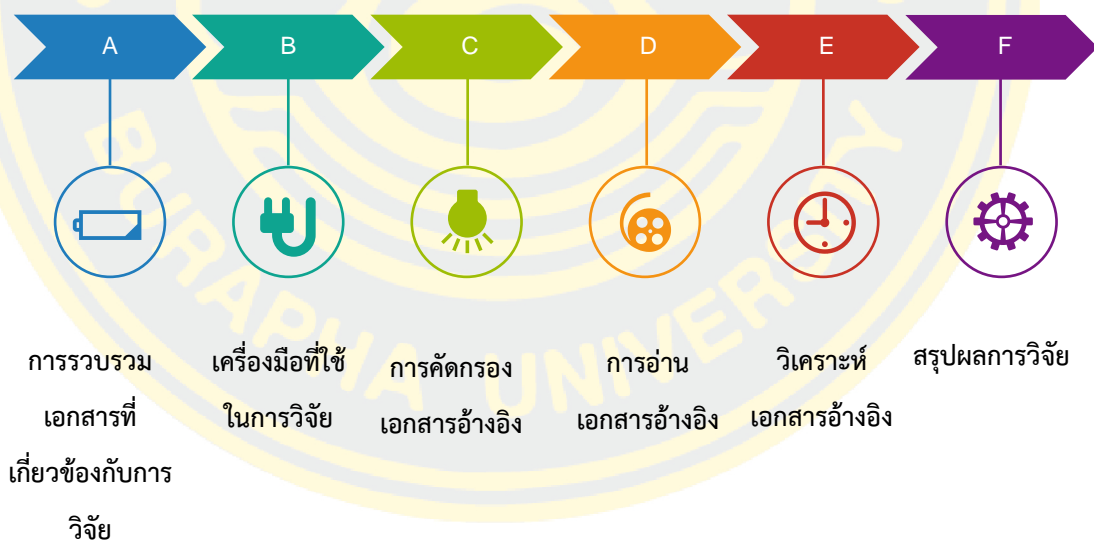 A B C D E F
การรวบรวม
เอกสารที่
เกี่ยวข้องกับการ
วิจัย
เครื่องมือที่ใช้
ในการวิจัย
การคัดกรอง
เอกสารอ้างอิง
การอ่าน
เอกสารอ้างอิง
วิเคราะห์
เอกสารอ้างอิง
สรุปผลการวิจัย
BURAPHA UNIVERSITY